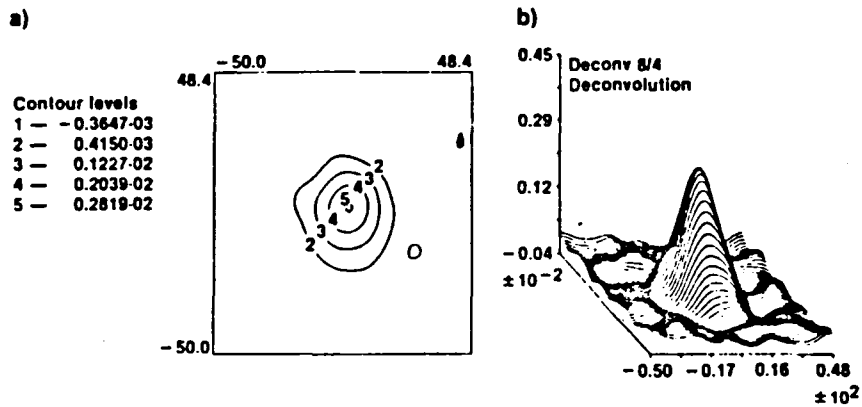 a)
-50.0 48.4
48.4
Contour levels
1 — -0.3647-03
2 — 0.4150-03
3 — 0.1227-02
4 — 0.2039-02
5 — 0.2819-02
2
3
4
5
4
3
2
-50.0
b)
0.45
Deconv 8/4
Deconvolution
0.29
0.12
-0.04
±10-2
-0.50 -0.17 0.16 0.48
±10 2